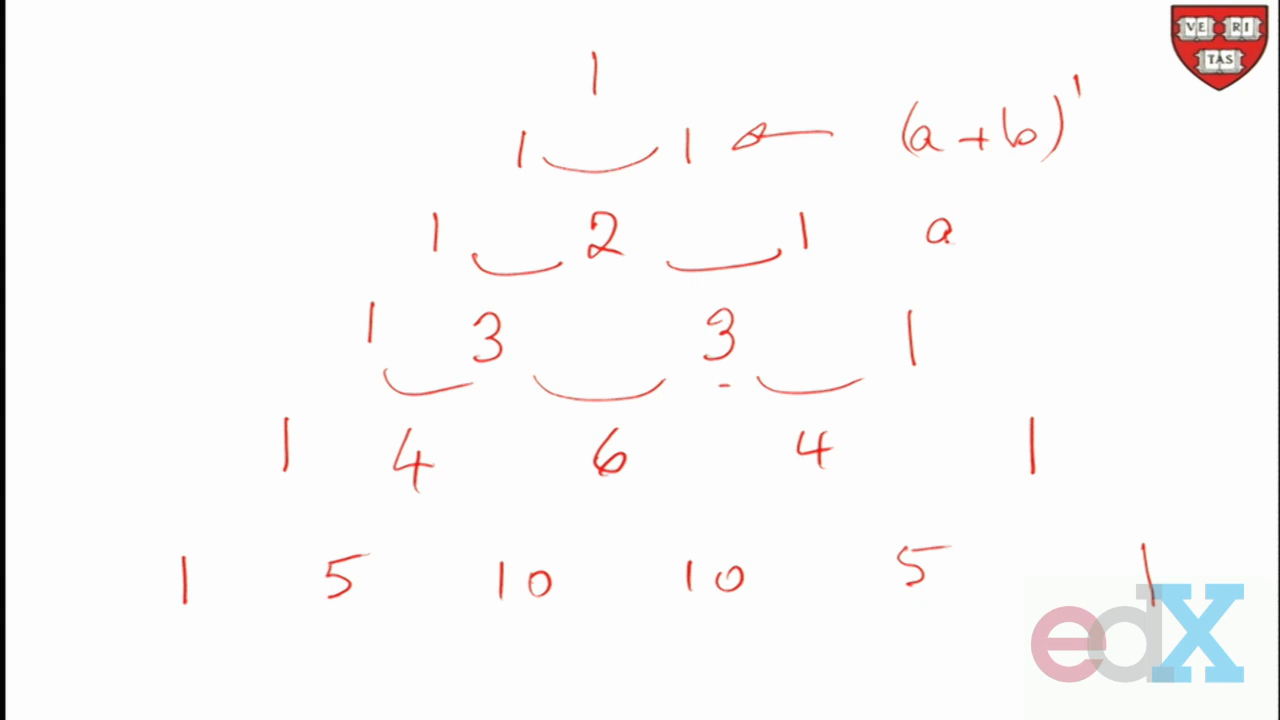 VE RI
TAS
1
1 1 (a+b)^1
1 2 1 a
1 3 3 1
1 4 6 4 1
1 5 10 10 5 1
edX